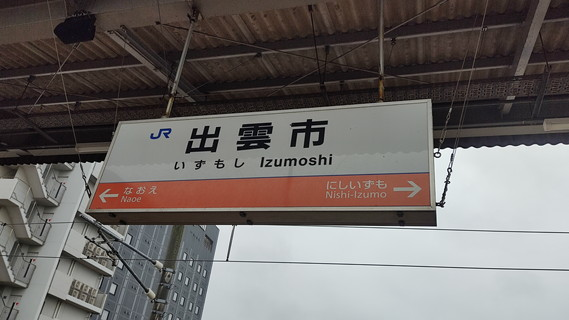 JR 出雲市
いずもし Izumoshi
← なおえ
Naoe
にしいずも →
Nishi-Izumo